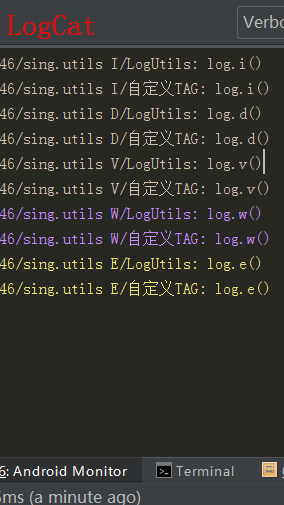 LogCat
Verbo
46/sing.utils I/LogUtils: log.i()
46/sing.utils I/自定义TAG: log.i()
46/sing.utils D/LogUtils: log.d()
46/sing.utils D/自定义TAG: log.d()
46/sing.utils V/LogUtils: log.v()
46/sing.utils V/自定义TAG: log.v()
46/sing.utils W/LogUtils: log.w()
46/sing.utils W/自定义TAG: log.w()
46/sing.utils E/LogUtils: log.e()
46/sing.utils E/自定义TAG: log.e()
6: Android Monitor Terminal
6ms (a minute ago)